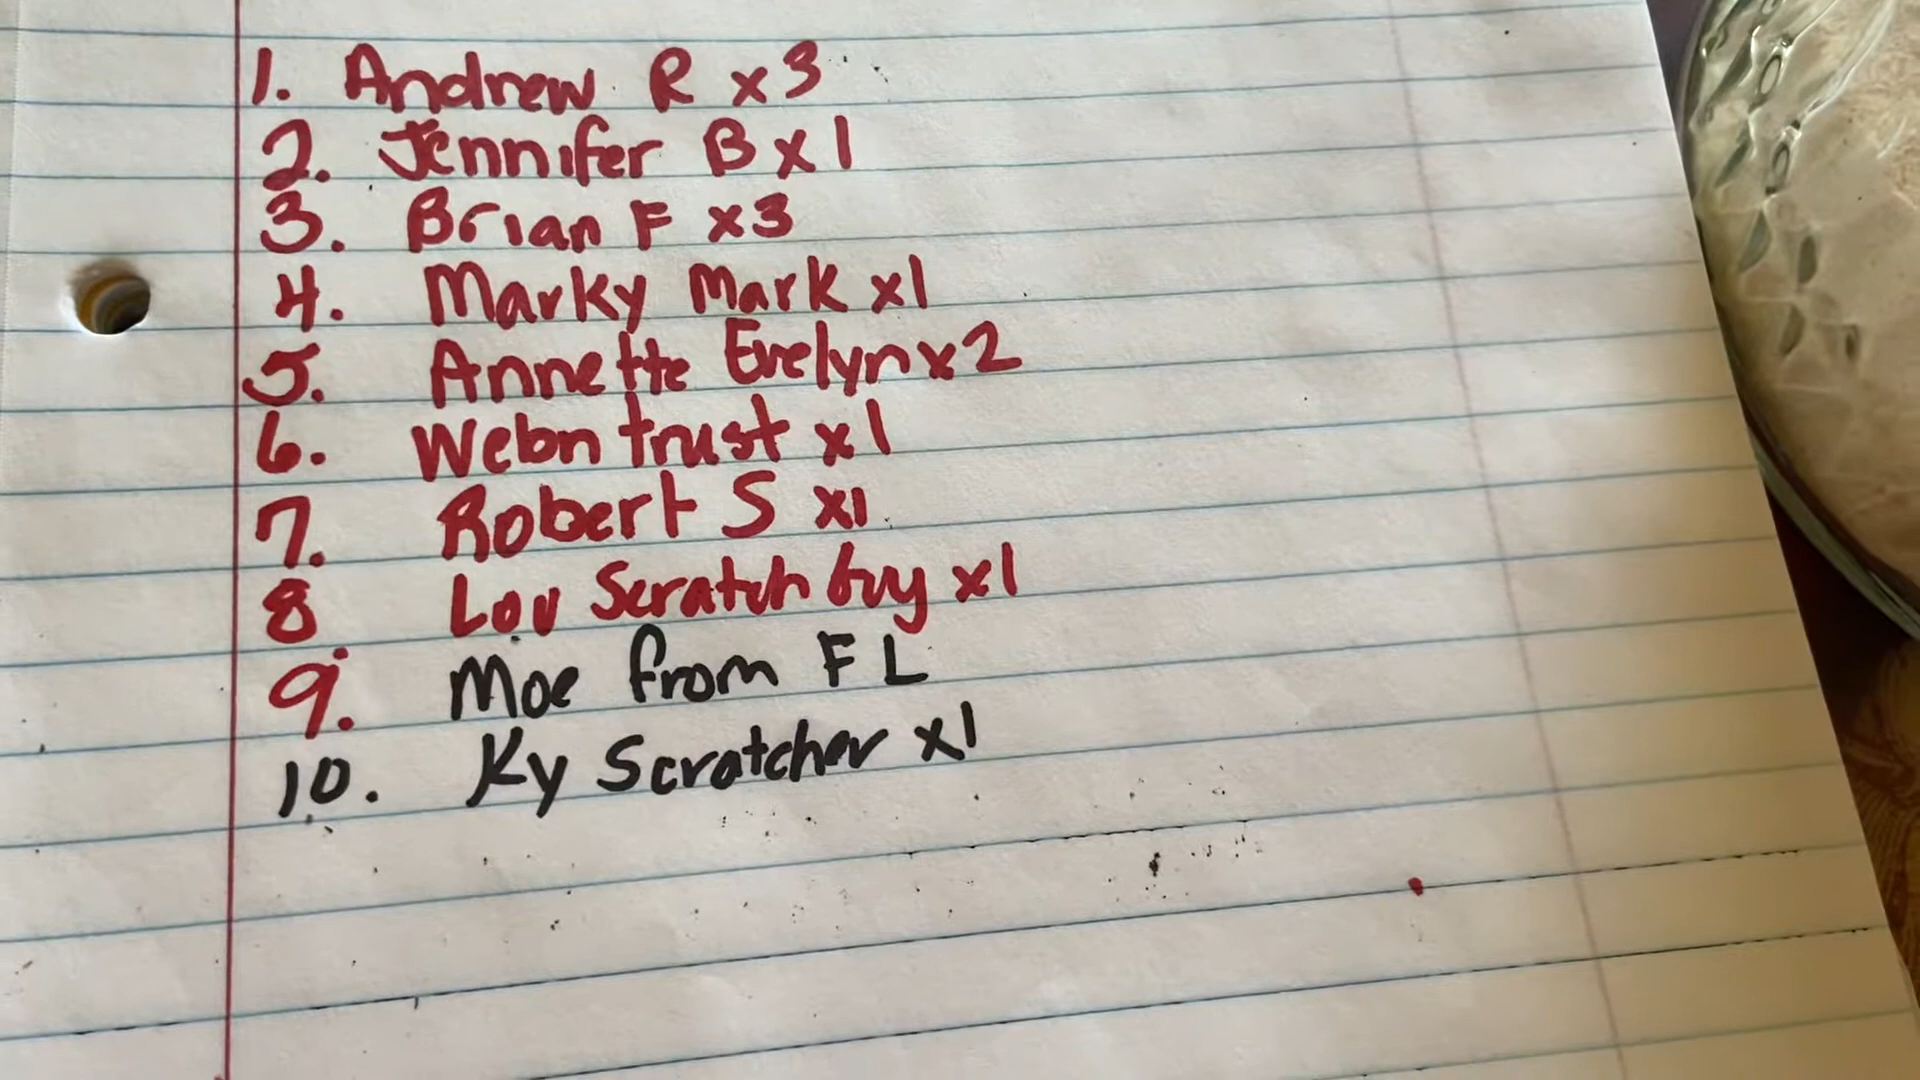 1. Andrew R x3
2. Jennifer B x1
3. Brian F x3
4. Marky Mark x1
5. Annette Evelyn x2
6. Webn trust x1
7. Robert S x1
8 Lou Scratch Guy x1
9. Moe from FL
10. Ky Scratcher x1